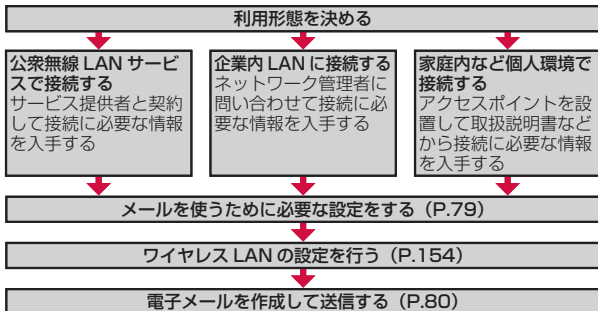 利用形態を決める
公衆無線 LAN サービ
スで接続する
サービス提供者と契約
して接続に必要な情報
を入手する
企業内 LAN に接続する
ネットワーク管理者に
問い合わせて接続に必
要な情報を入手する
家庭内など個人環境で
接続する
アクセスポイントを設
置して取扱説明書など
から接続に必要な情報
を入手する
メールを使うために必要な設定をする（P.79）
ワイヤレス LAN の設定を行う（P.154）
電子メールを作成して送信する（P.80）